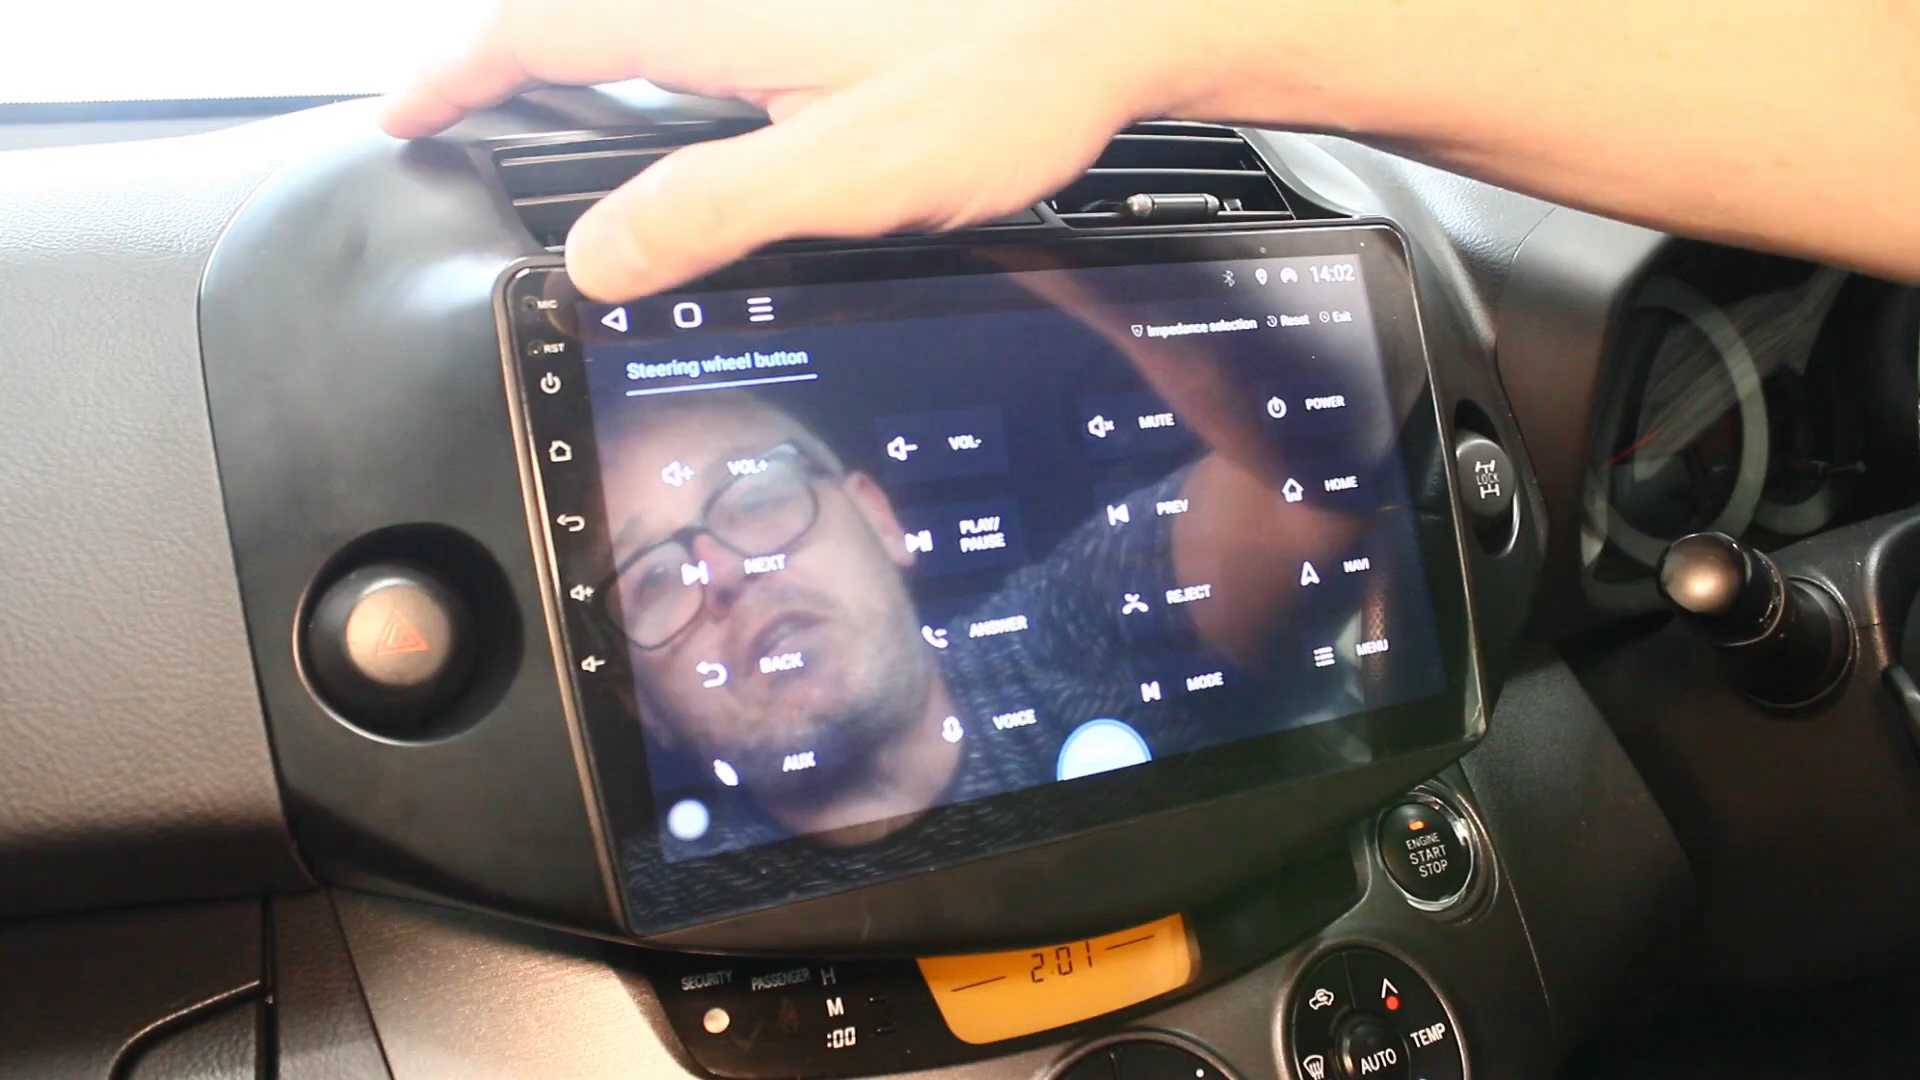 MIC
14:02
RST
Impedance selection Reset Exit
Steering wheel button
VOL+ VOL- MUTE POWER
NEXT PLAY/ PAUSE PREV HOME
BACK ANSWER REJECT NAVI
AUX VOICE MODE MENU
LOCK
ENGINE
START
STOP
SECURITY PASSENGER H
M
:00
2:01
TEMP
AUTO